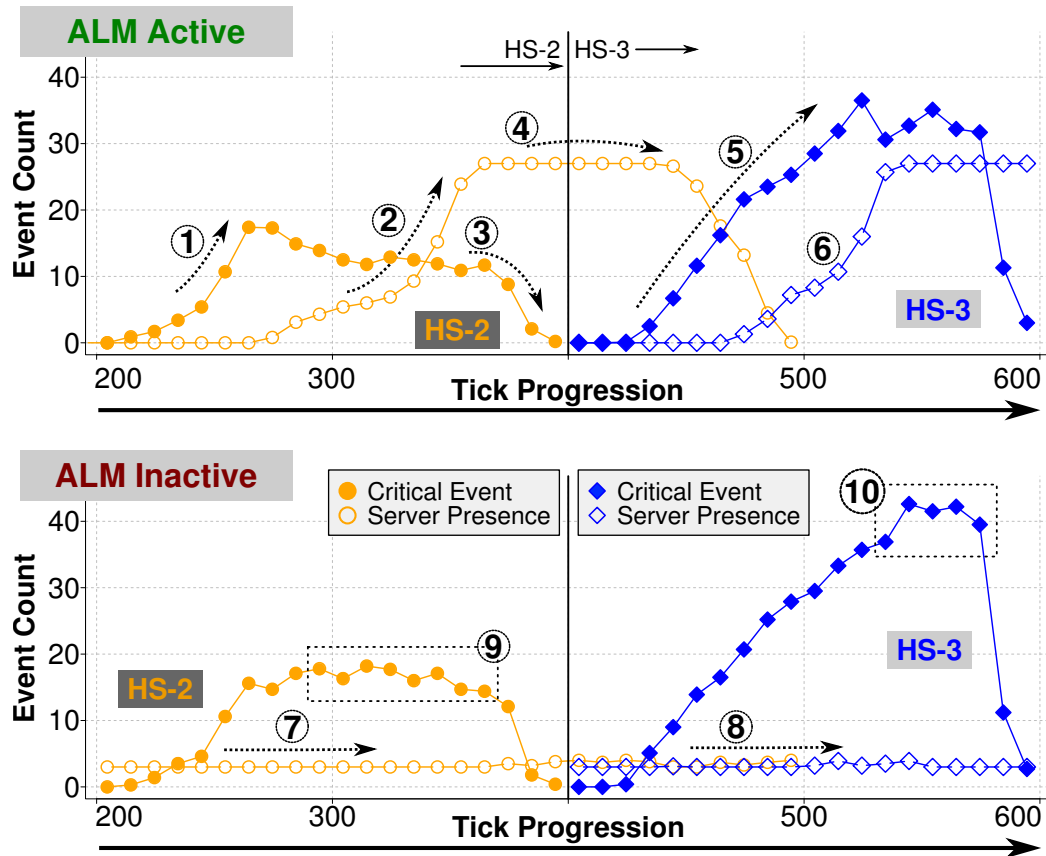 ALM Active
HS-2 HS-3
Event Count
40
30
20
10
0
1
2
3
4
5
6
HS-2
HS-3
200 300 500 600
Tick Progression
ALM Inactive
Critical Event
Server Presence
Critical Event
Server Presence
Event Count
40
30
20
10
0
7
8
9
10
HS-2
HS-3
200 300 500 600
Tick Progression